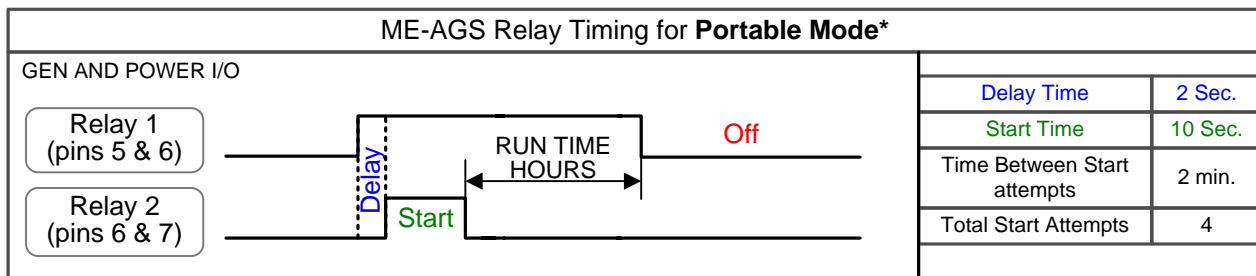 ME-AGS Relay Timing for Portable Mode*
GEN AND POWER I/O
Relay 1
(pins 5 & 6)
Relay 2
(pins 6 & 7)
Delay
Start
RUN TIME
HOURS
Off
Delay Time 2 Sec.
Start Time 10 Sec.
Time Between Start
attempts 2 min.
Total Start Attempts 4